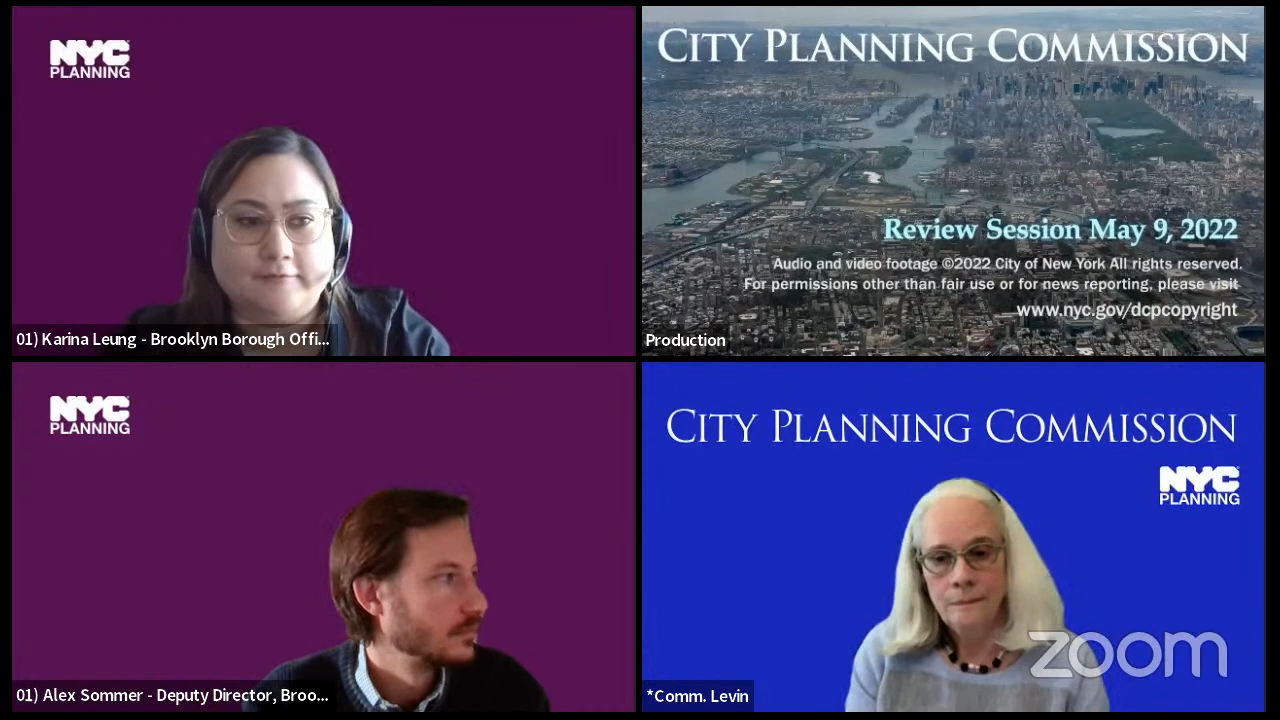 NYC
PLANNING
01) Karina Leung - Brooklyn Borough Offi...
CITY PLANNING COMMISSION
Review Session May 9, 2022
Audio and video footage ©2022 City of New York All rights reserved.
For permissions other than fair use or for news reporting, please visit
www.nyc.gov/dcpcopyright
Production
NYC
PLANNING
01) Alex Sommer - Deputy Director, Broo...
CITY PLANNING COMMISSION
NYC
PLANNING
zoom
*Comm. Levin